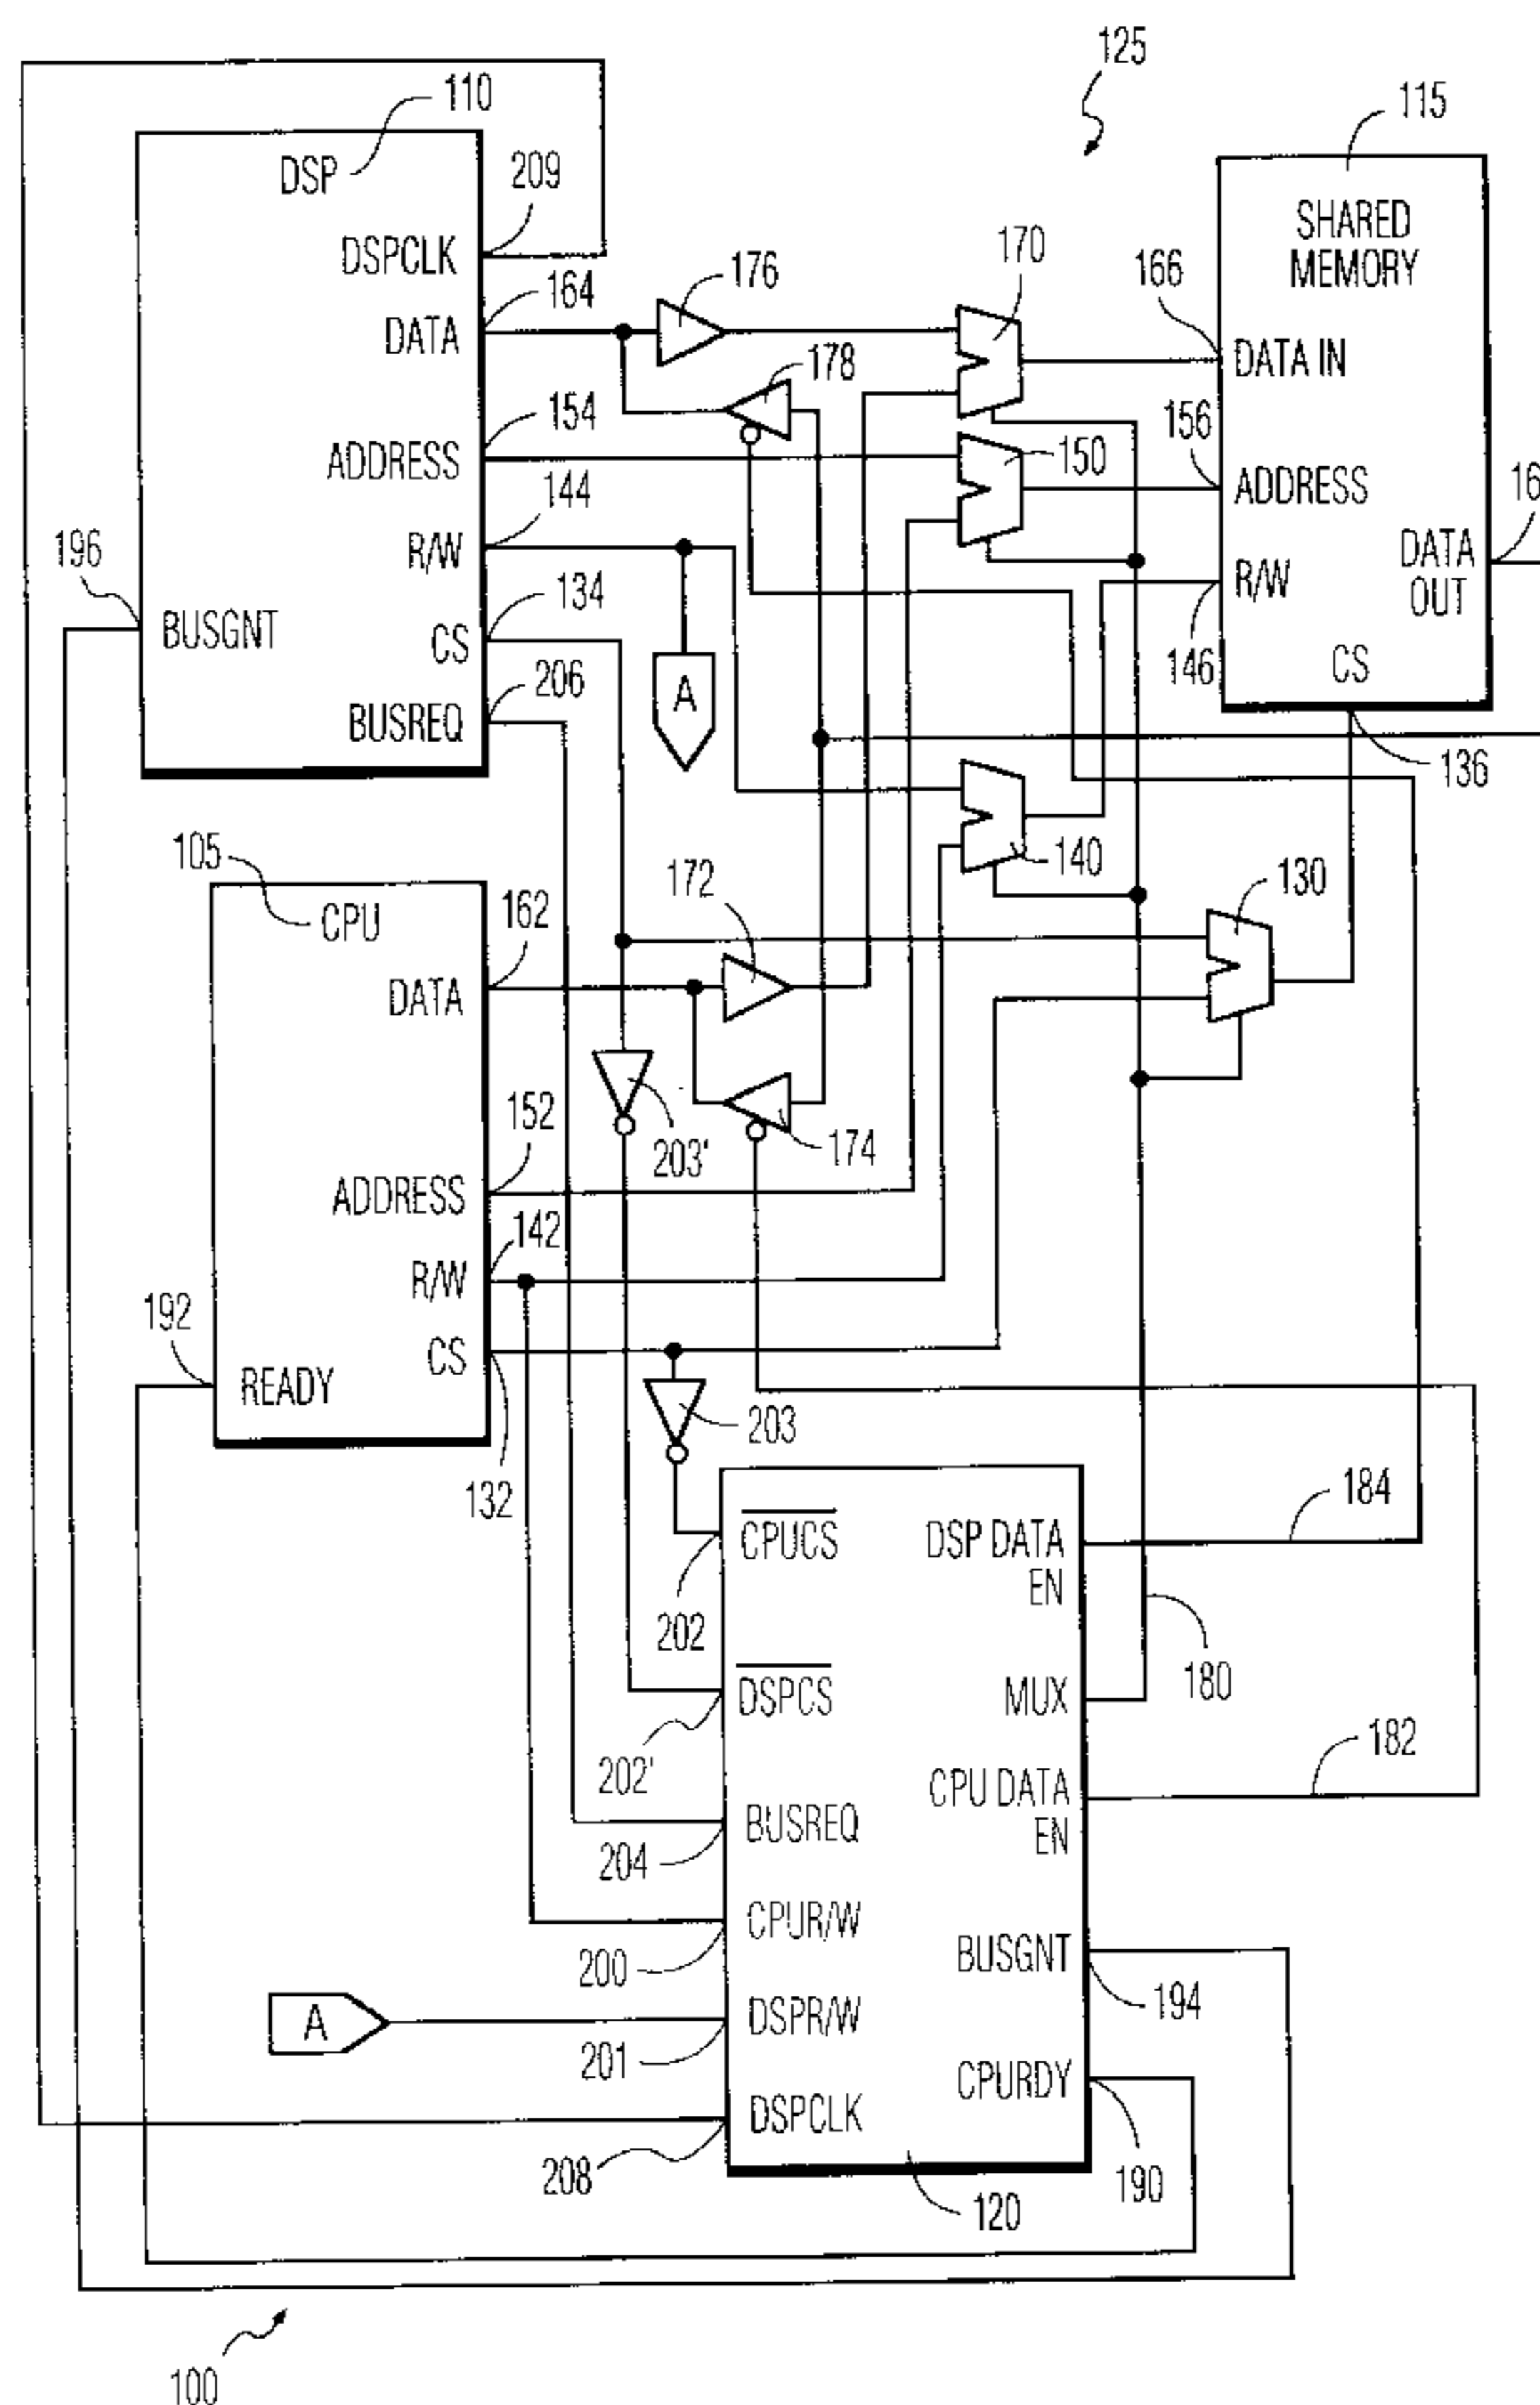 125
110
115
DSP
209
SHARED
MEMORY
DSPCLK
170
176
166
164
DATA
178
DATA IN
154
156
150
ADDRESS
ADDRESS
144
196
R/W
DATA
OUT
R/W
134
BUSGNT
CS
146
CS
206
A
BUSREQ
136
105
140
172
130
CPU
162
DATA
152
203'
174
ADDRESS
142
R/W
192
CS
READY
203
132
184
CPUCS
DSP DATA
EN
202
180
DSPCS
MUX
182
202'
CPU DATA
EN
BUSREQ
204
CPUR/W
200
BUSGNT
194
A
DSPR/W
201
CPURDY
DSPCLK
208
190
120
100